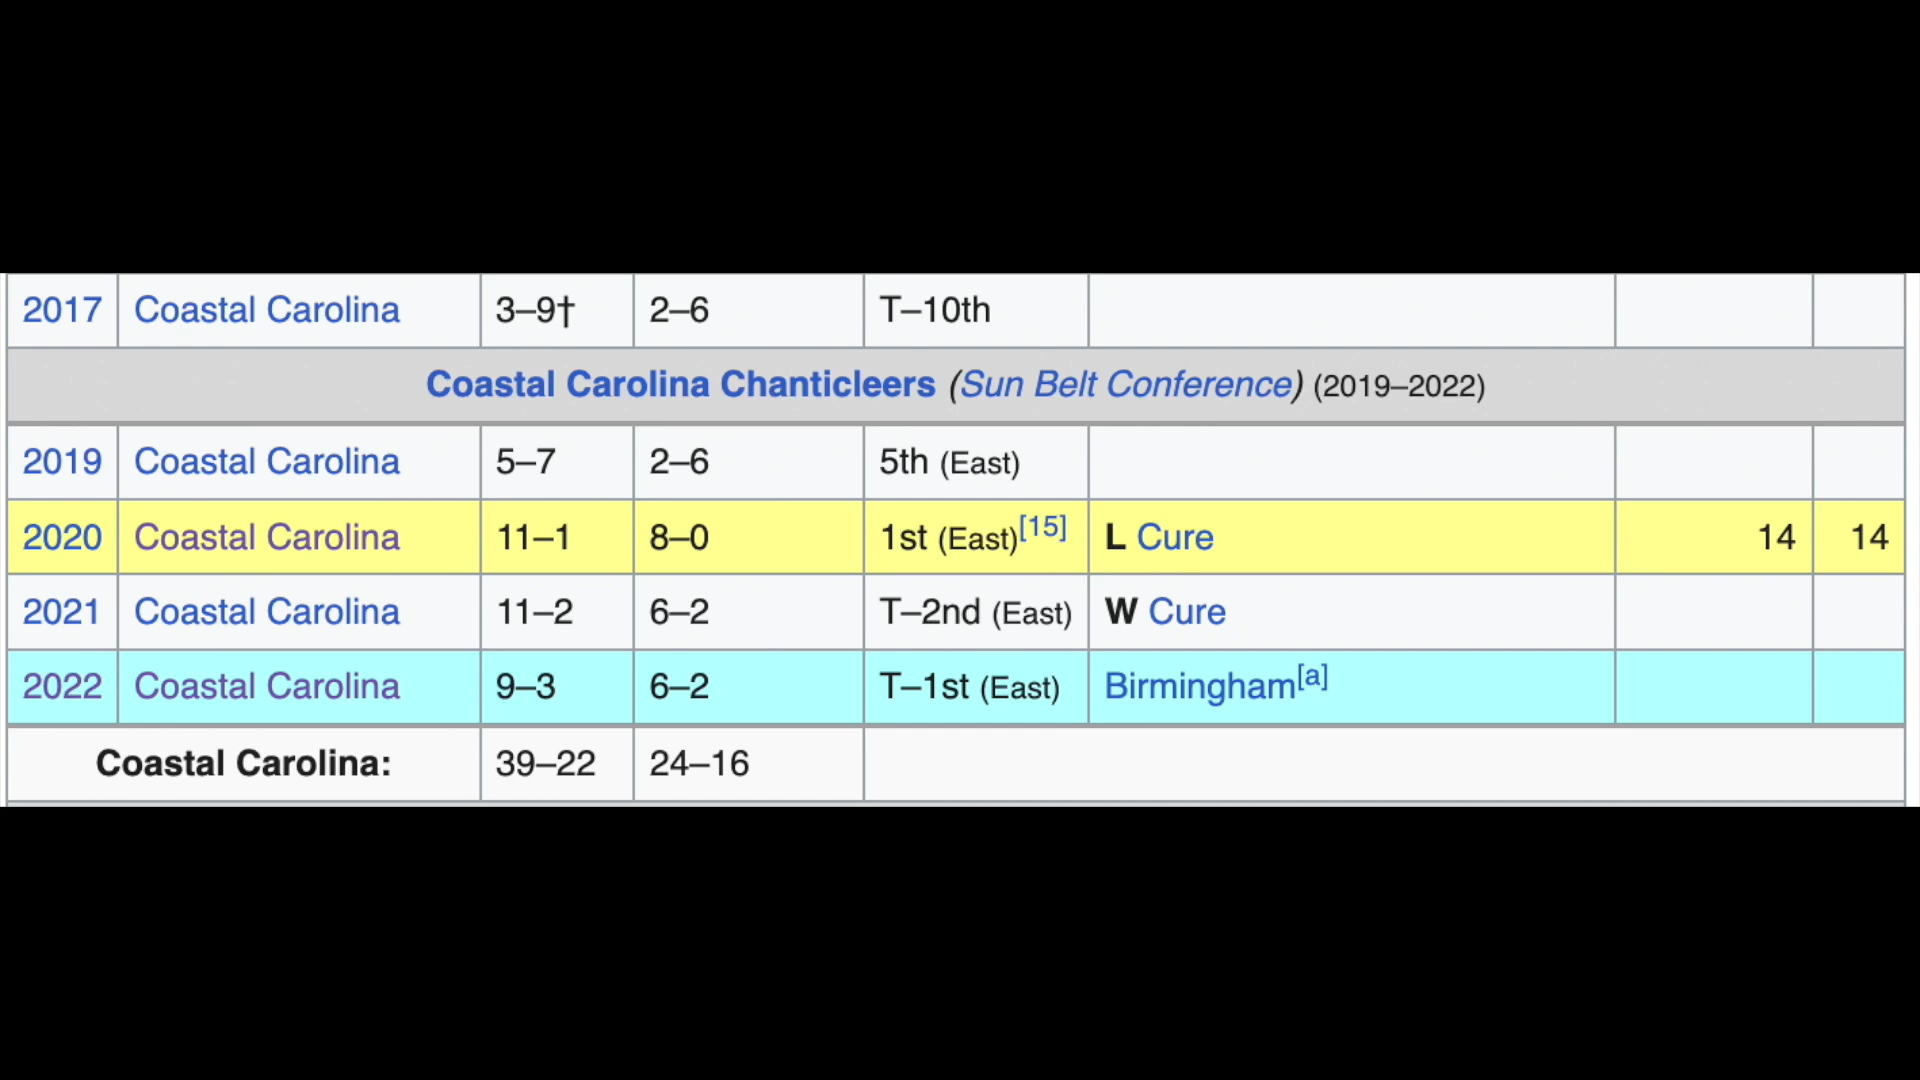 2017 Coastal Carolina 3–9† 2–6 T–10th
Coastal Carolina Chanticleers (Sun Belt Conference) (2019–2022)
2019 Coastal Carolina 5–7 2–6 5th (East)
2020 Coastal Carolina 11–1 8–0 1st (East)[15] L Cure 14 14
2021 Coastal Carolina 11–2 6–2 T–2nd (East) W Cure
2022 Coastal Carolina 9–3 6–2 T–1st (East) Birmingham[a]
Coastal Carolina: 39–22 24–16